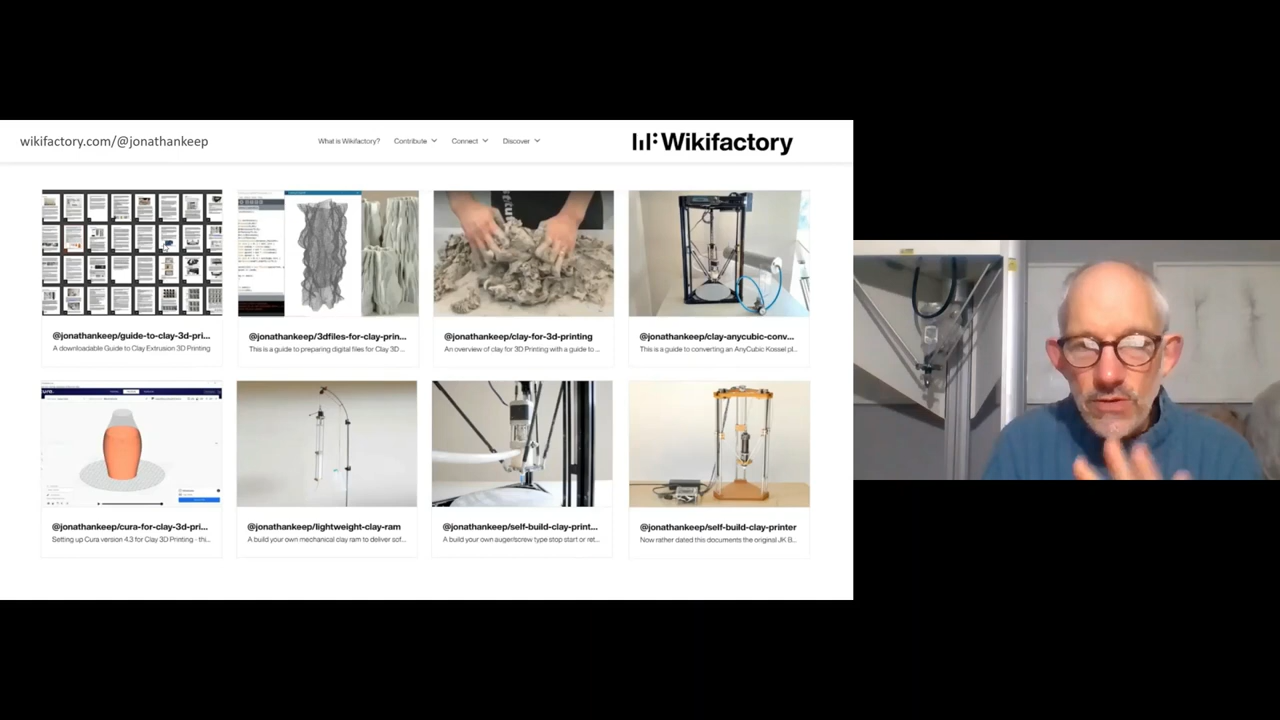 wikifactory.com/@jonathankeep
What is Wikifactory?
Contribute
Connect
Discover
Wikifactory
@jonathankeep/guide-to-clay-3d-pri...
A downloadable Guide to Clay Extrusion 3D Printing
@jonathankeep/3dfiles-for-clay-prin...
This is a guide to preparing digital files for Clay 3D ...
@jonathankeep/clay-for-3d-printing
An overview of clay for 3D Printing with a guide to ...
@jonathankeep/clay-anycubic-conv...
This is a guide to converting an AnyCubic Kossel pl...
@jonathankeep/cura-for-clay-3d-pri...
Setting up Cura version 4.3 for Clay 3D Printing - thi...
@jonathankeep/lightweight-clay-ram
A build your own mechanical clay ram to deliver sof...
@jonathankeep/self-build-clay-print...
A build your own auger/screw type stop start or ret...
@jonathankeep/self-build-clay-printer
Now rather dated this documents the original JK B...